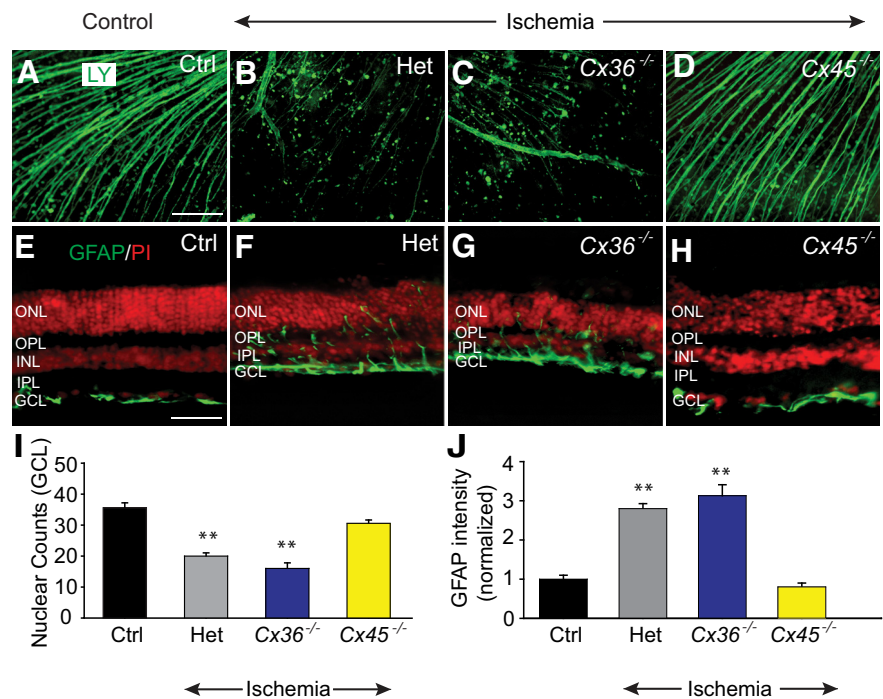 Control
Ischemia
A
LY
Ctrl
B
Het
C
Cx36-/-
D
Cx45-/-
E
GFAP/PI
Ctrl
ONL
OPL
INL
IPL
GCL
F
Het
ONL
OPL
IPL
GCL
G
Cx36-/-
ONL
OPL
IPL
GCL
H
Cx45-/-
ONL
OPL
INL
IPL
GCL
I
Nuclear Counts (GCL)
50
40
30
20
10
0
**
**
Ctrl
Het
Cx36-/-
Cx45-/-
Ischemia
J
GFAP intensity
(normalized)
4
3
2
1
0
**
**
Ctrl
Het
Cx36-/-
Cx45-/-
Ischemia